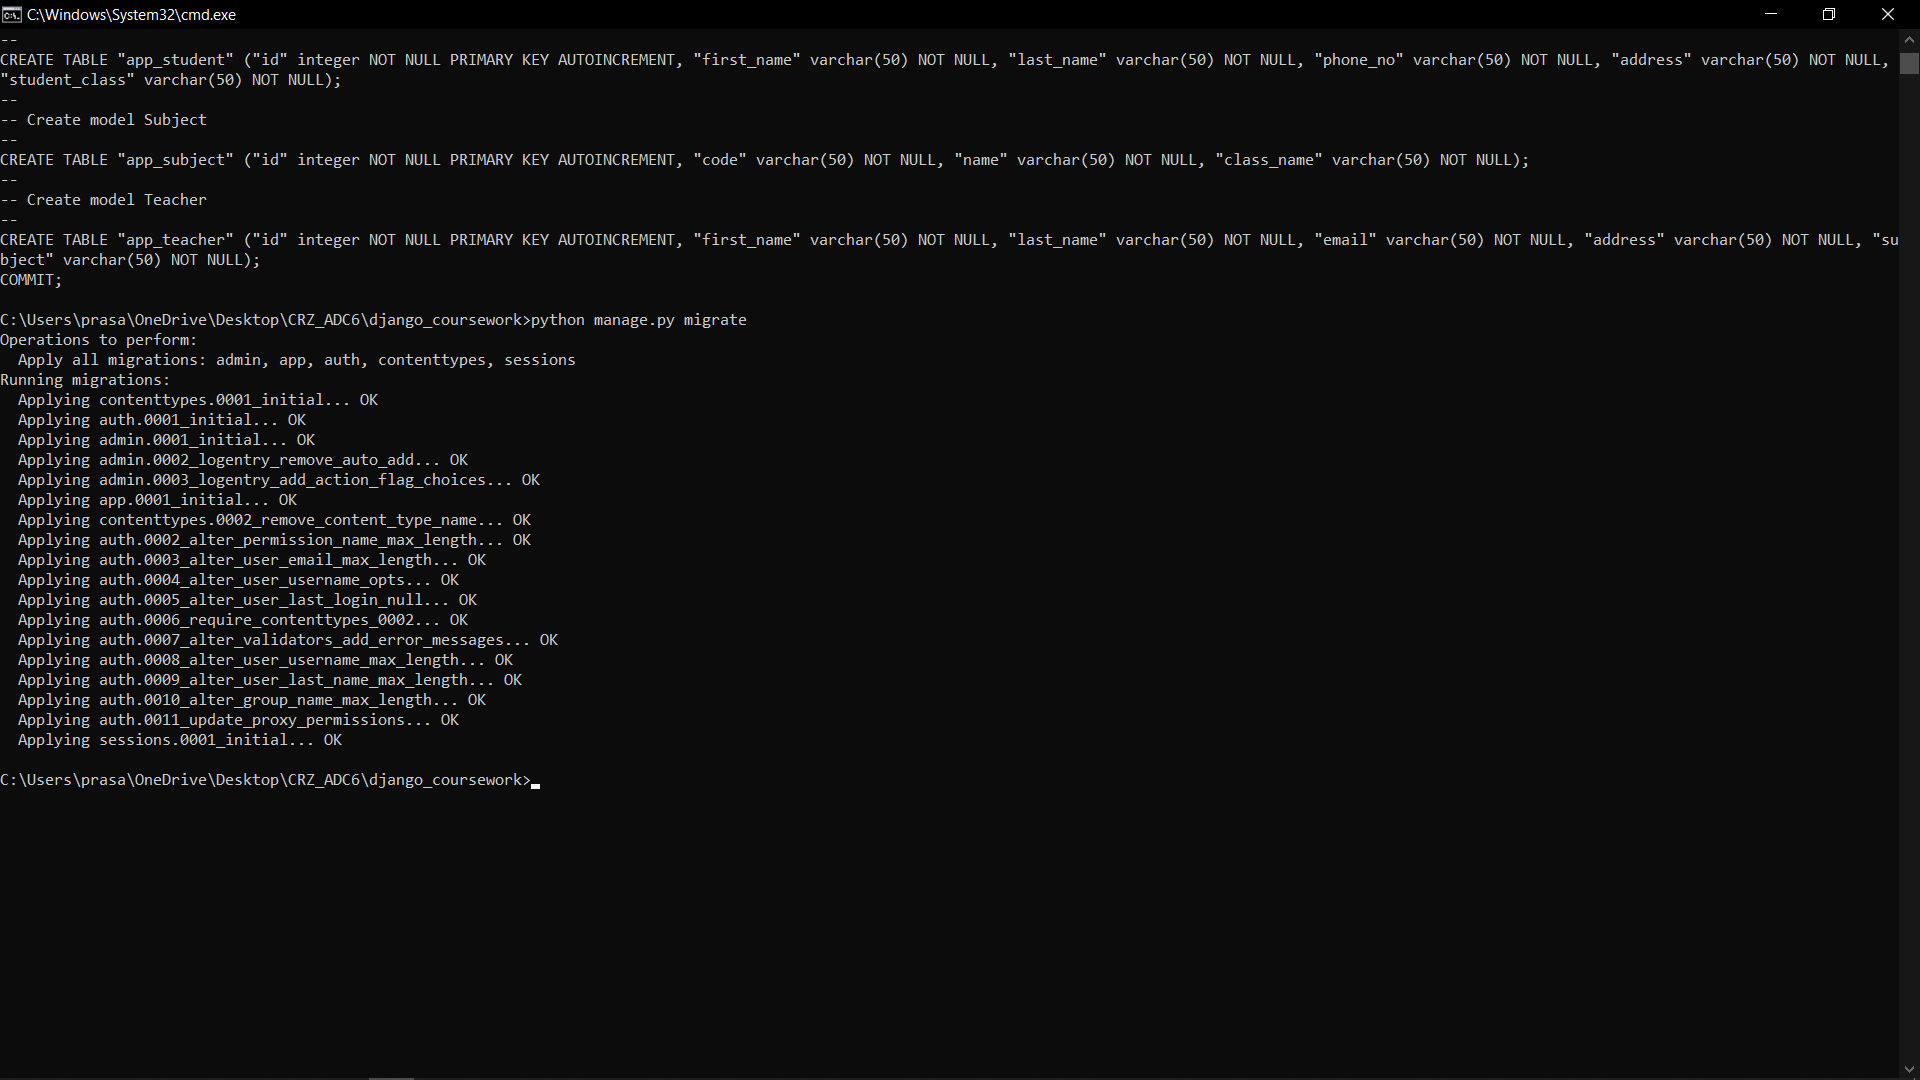 C:\Windows\System32\cmd.exe
--
CREATE TABLE "app_student" ("id" integer NOT NULL PRIMARY KEY AUTOINCREMENT, "first_name" varchar(50) NOT NULL, "last_name" varchar(50) NOT NULL, "phone_no" varchar(50) NOT NULL, "address" varchar(50) NOT NULL,
"student_class" varchar(50) NOT NULL);
--
-- Create model Subject
--
CREATE TABLE "app_subject" ("id" integer NOT NULL PRIMARY KEY AUTOINCREMENT, "code" varchar(50) NOT NULL, "name" varchar(50) NOT NULL, "class_name" varchar(50) NOT NULL);
--
-- Create model Teacher
--
CREATE TABLE "app_teacher" ("id" integer NOT NULL PRIMARY KEY AUTOINCREMENT, "first_name" varchar(50) NOT NULL, "last_name" varchar(50) NOT NULL, "email" varchar(50) NOT NULL, "address" varchar(50) NOT NULL, "su
bject" varchar(50) NOT NULL);
COMMIT;
C:\Users\prasa\OneDrive\Desktop\CRZ_ADC6\django_coursework>python manage.py migrate
Operations to perform:
  Apply all migrations: admin, app, auth, contenttypes, sessions
Running migrations:
  Applying contenttypes.0001_initial... OK
  Applying auth.0001_initial... OK
  Applying admin.0001_initial... OK
  Applying admin.0002_logentry_remove_auto_add... OK
  Applying admin.0003_logentry_add_action_flag_choices... OK
  Applying app.0001_initial... OK
  Applying contenttypes.0002_remove_content_type_name... OK
  Applying auth.0002_alter_permission_name_max_length... OK
  Applying auth.0003_alter_user_email_max_length... OK
  Applying auth.0004_alter_user_username_opts... OK
  Applying auth.0005_alter_user_last_login_null... OK
  Applying auth.0006_require_contenttypes_0002... OK
  Applying auth.0007_alter_validators_add_error_messages... OK
  Applying auth.0008_alter_user_username_max_length... OK
  Applying auth.0009_alter_user_last_name_max_length... OK
  Applying auth.0010_alter_group_name_max_length... OK
  Applying auth.0011_update_proxy_permissions... OK
  Applying sessions.0001_initial... OK
C:\Users\prasa\OneDrive\Desktop\CRZ_ADC6\django_coursework>